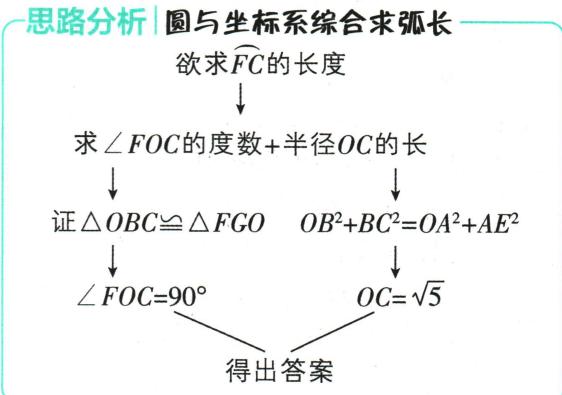 思路分析|圆与坐标系综合求弧长
欲求\overset{\frown}{FC}的长度
求∠FOC的度数+半径OC的长
证△OBC≌△FGO OB²+BC²=OA²+AE²
∠FOC=90° OC=√5
得出答案